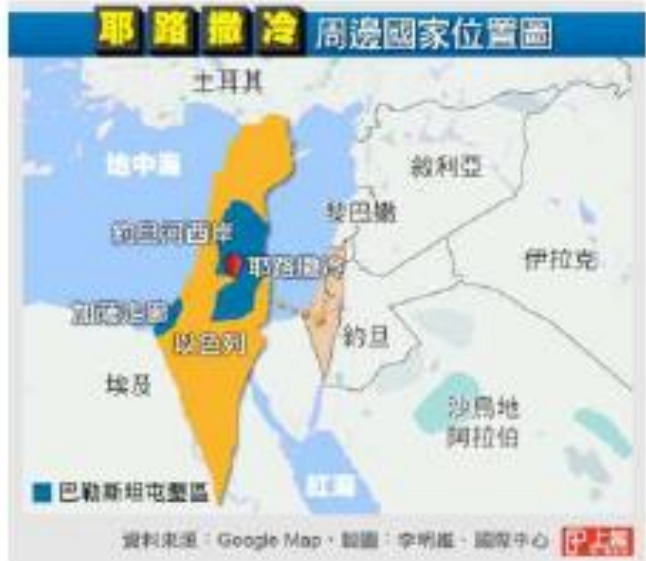 耶路撒冷 周邊國家位置圖
土耳其
地中海
敘利亞
黎巴嫩
約旦河西岸
耶路撒冷
伊拉克
加薩走廊
以色列
約旦
埃及
沙烏地
阿拉伯
紅海
巴勒斯坦屯墾區
資料來源：Google Map、製圖：李明維、國際中心